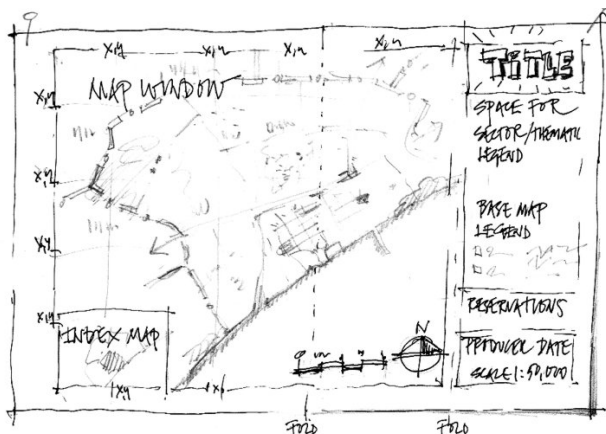 x,y
x,y
x,y
x,y
TITLE
MAP WINDOW
x,y
SPACE FOR
SECTOR/THEMATIC
LEGEND
x,y
BASE MAP
LEGEND
x,y
x,y
RESERVATIONS
INDEX MAP
N
PRODUCER DATE
SCALE 1:50,000
x,y
FOLD
FOLD